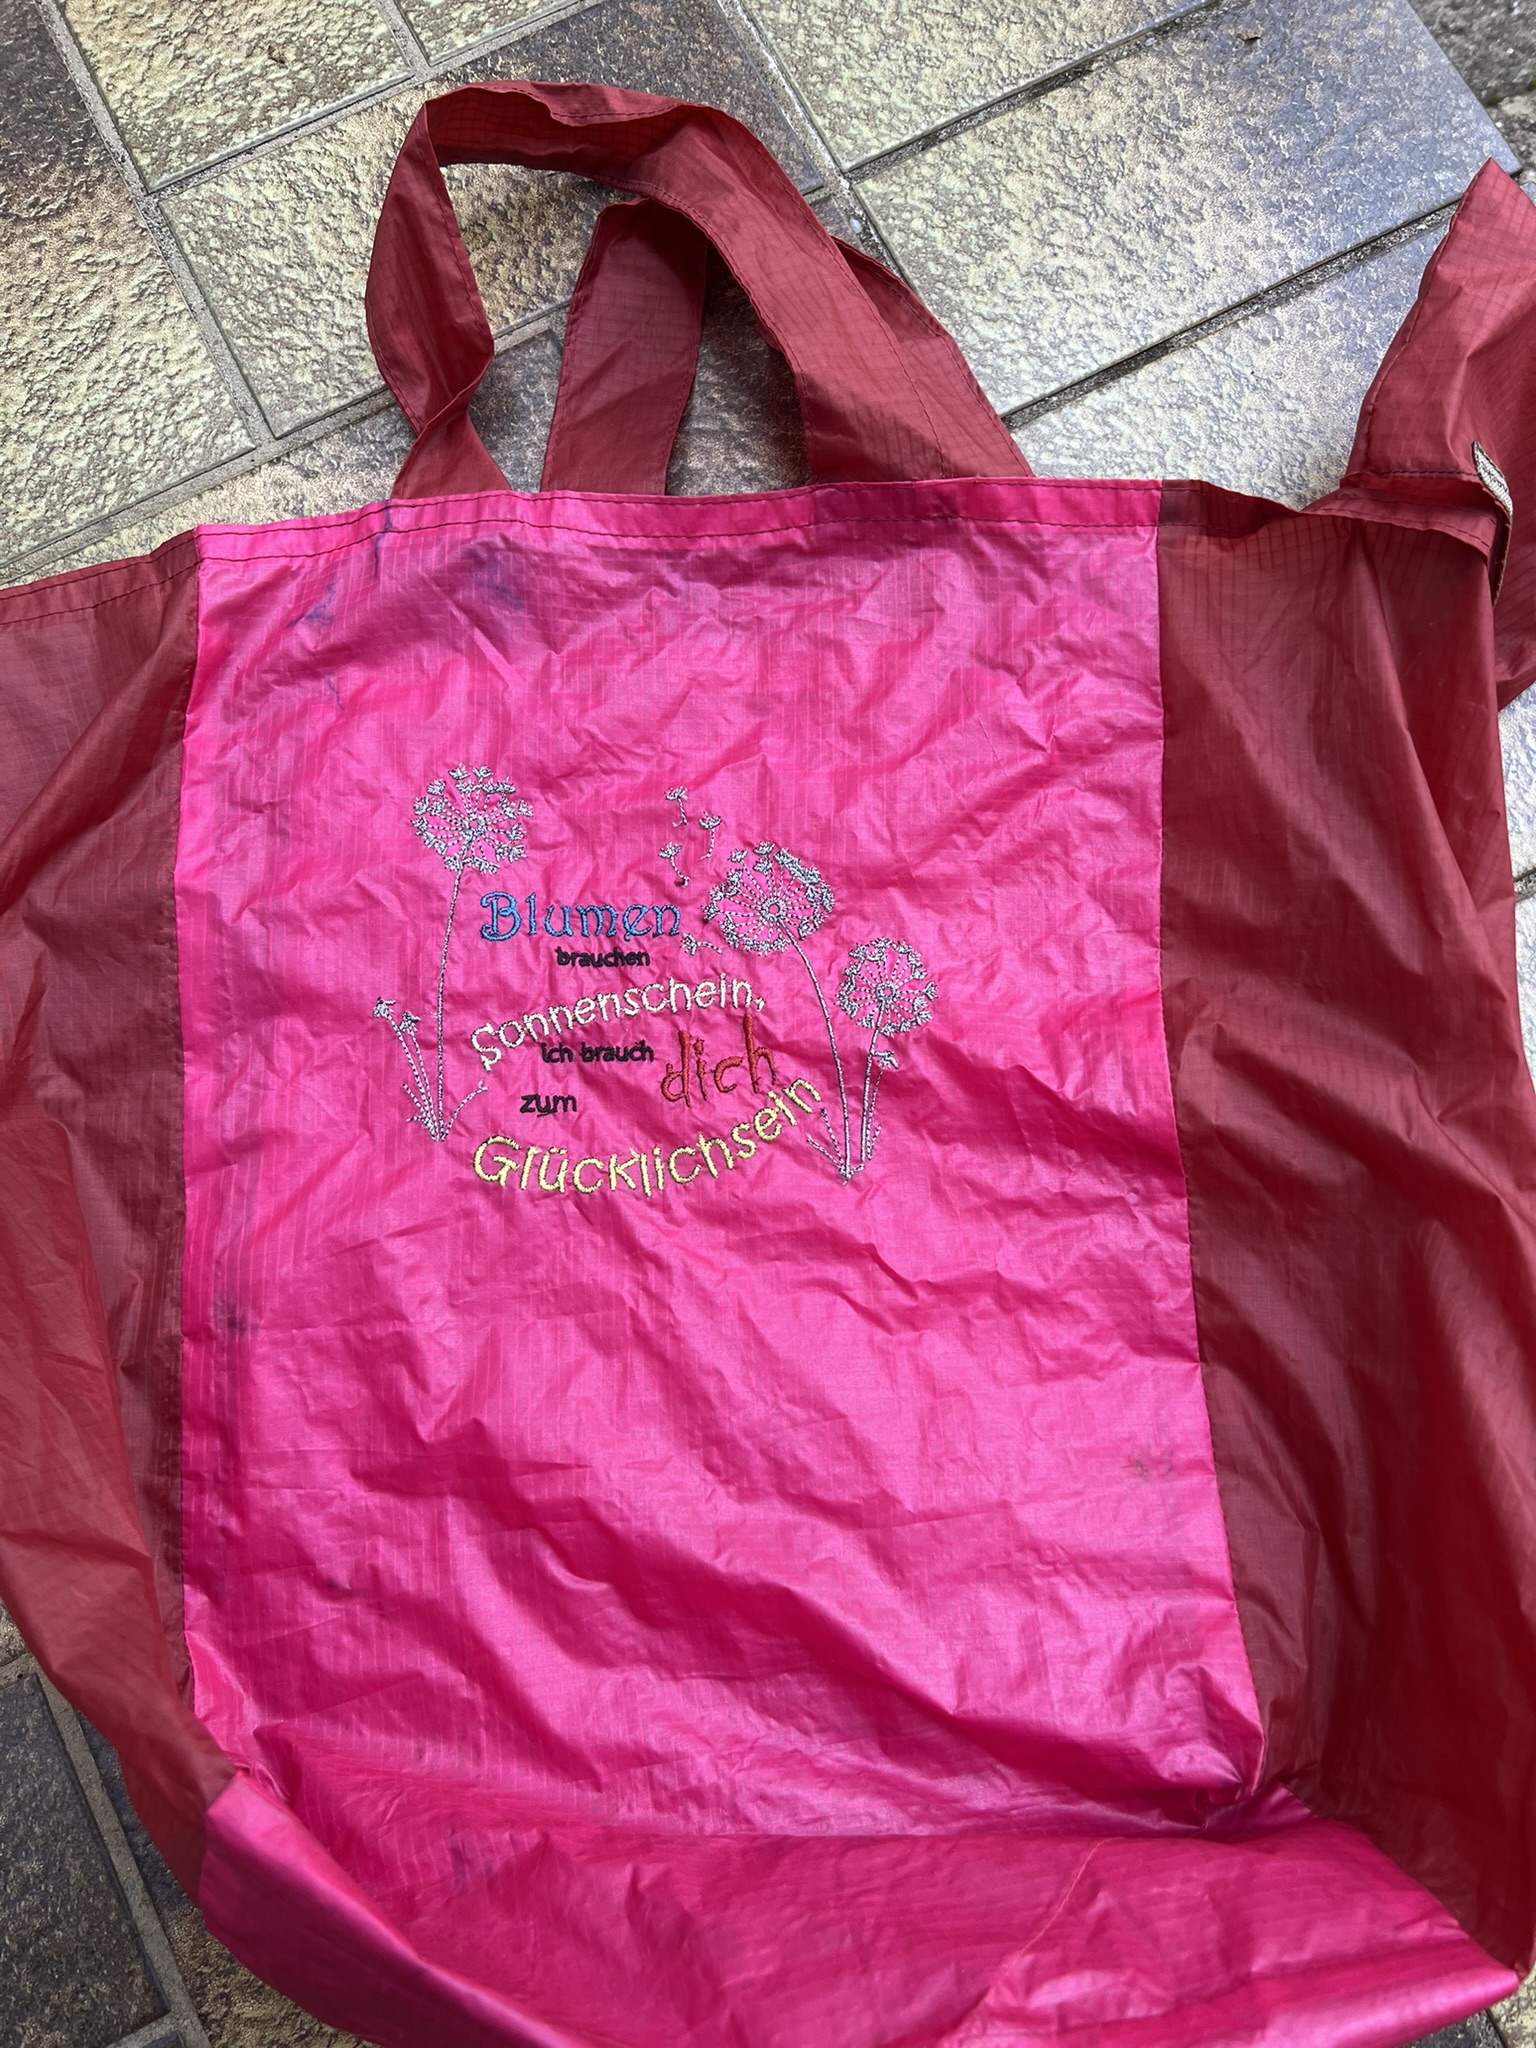 Blumen
brauchen
Sonnenschein,
ich brauch dich
zum
Glücklichsein